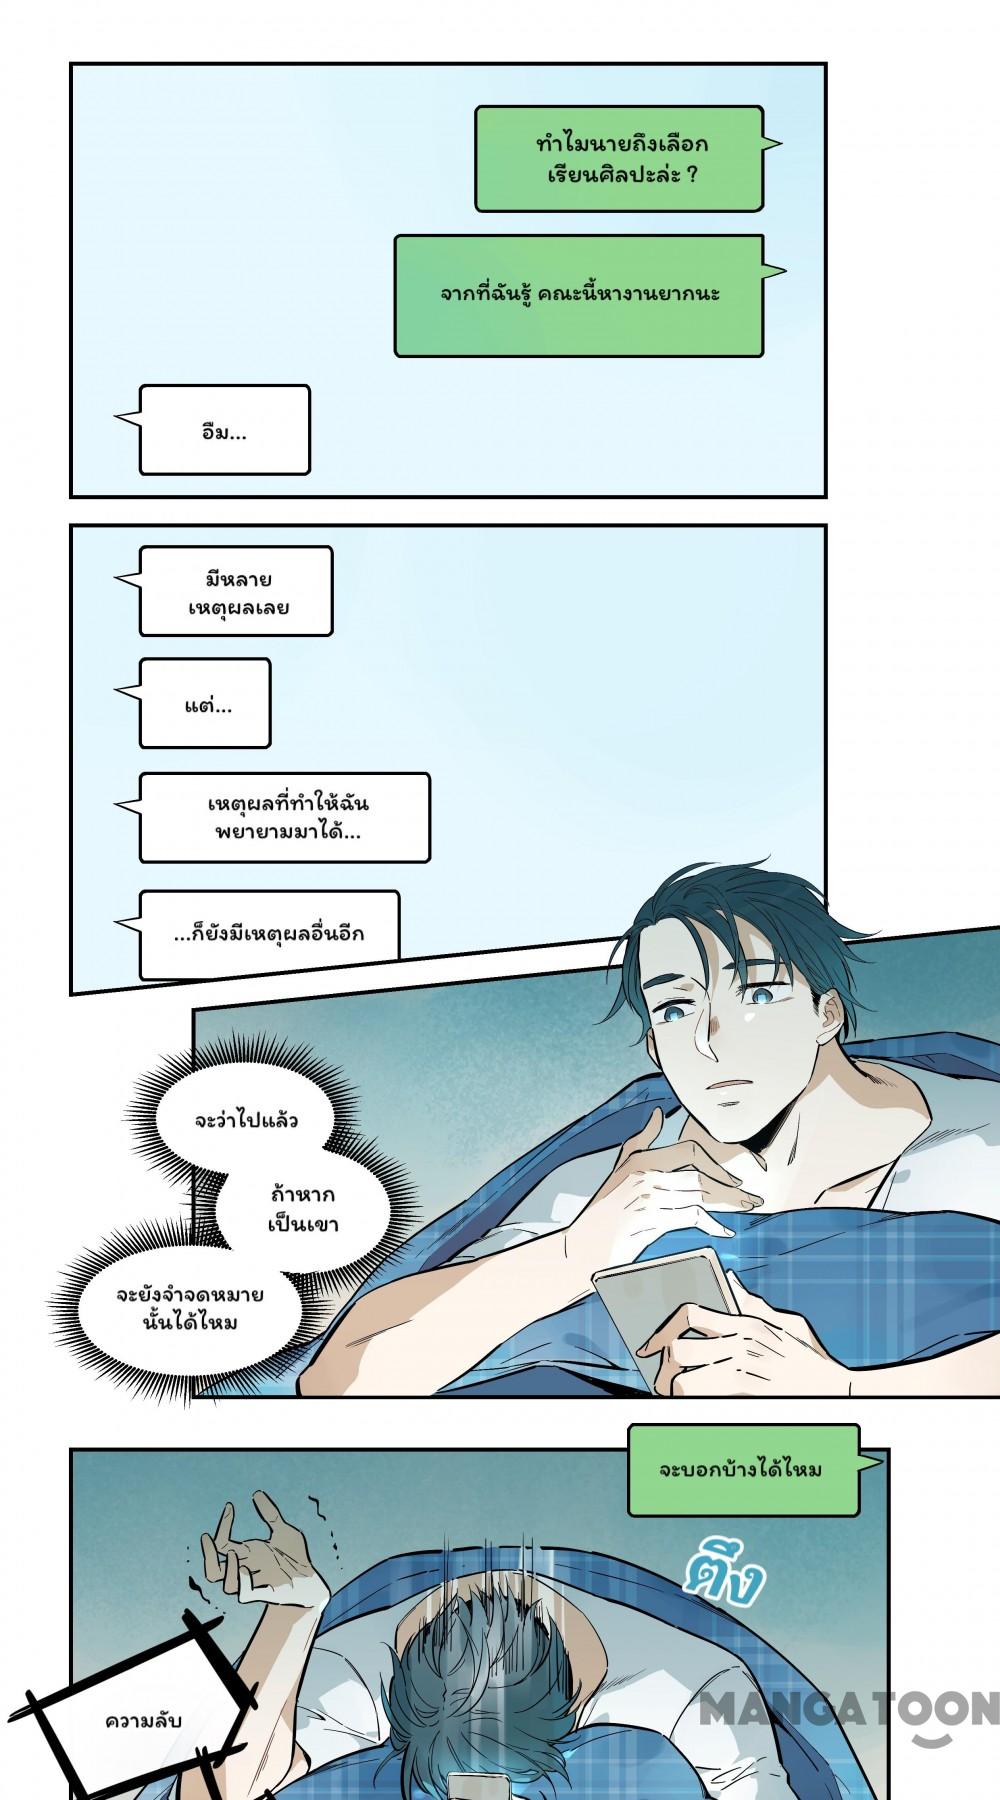 ทำไมนายถึงเลือก
เรียนศิลปะล่ะ ?
จากที่ฉันรู้ คณะนี้หางานยากนะ
อืม...
มีหลาย
เหตุผลเลย
แต่...
เหตุผลที่ทำให้ฉัน
พยายามมาได้...
...ก็ยังมีเหตุผลอื่นอีก
จะว่าไปแล้ว
ถ้าหาก
เป็นเขา
จะยังจำจดหมาย
นั้นได้ไหม
จะบอกบ้างได้ไหม
ตึง
ความลับ
MANGATOON